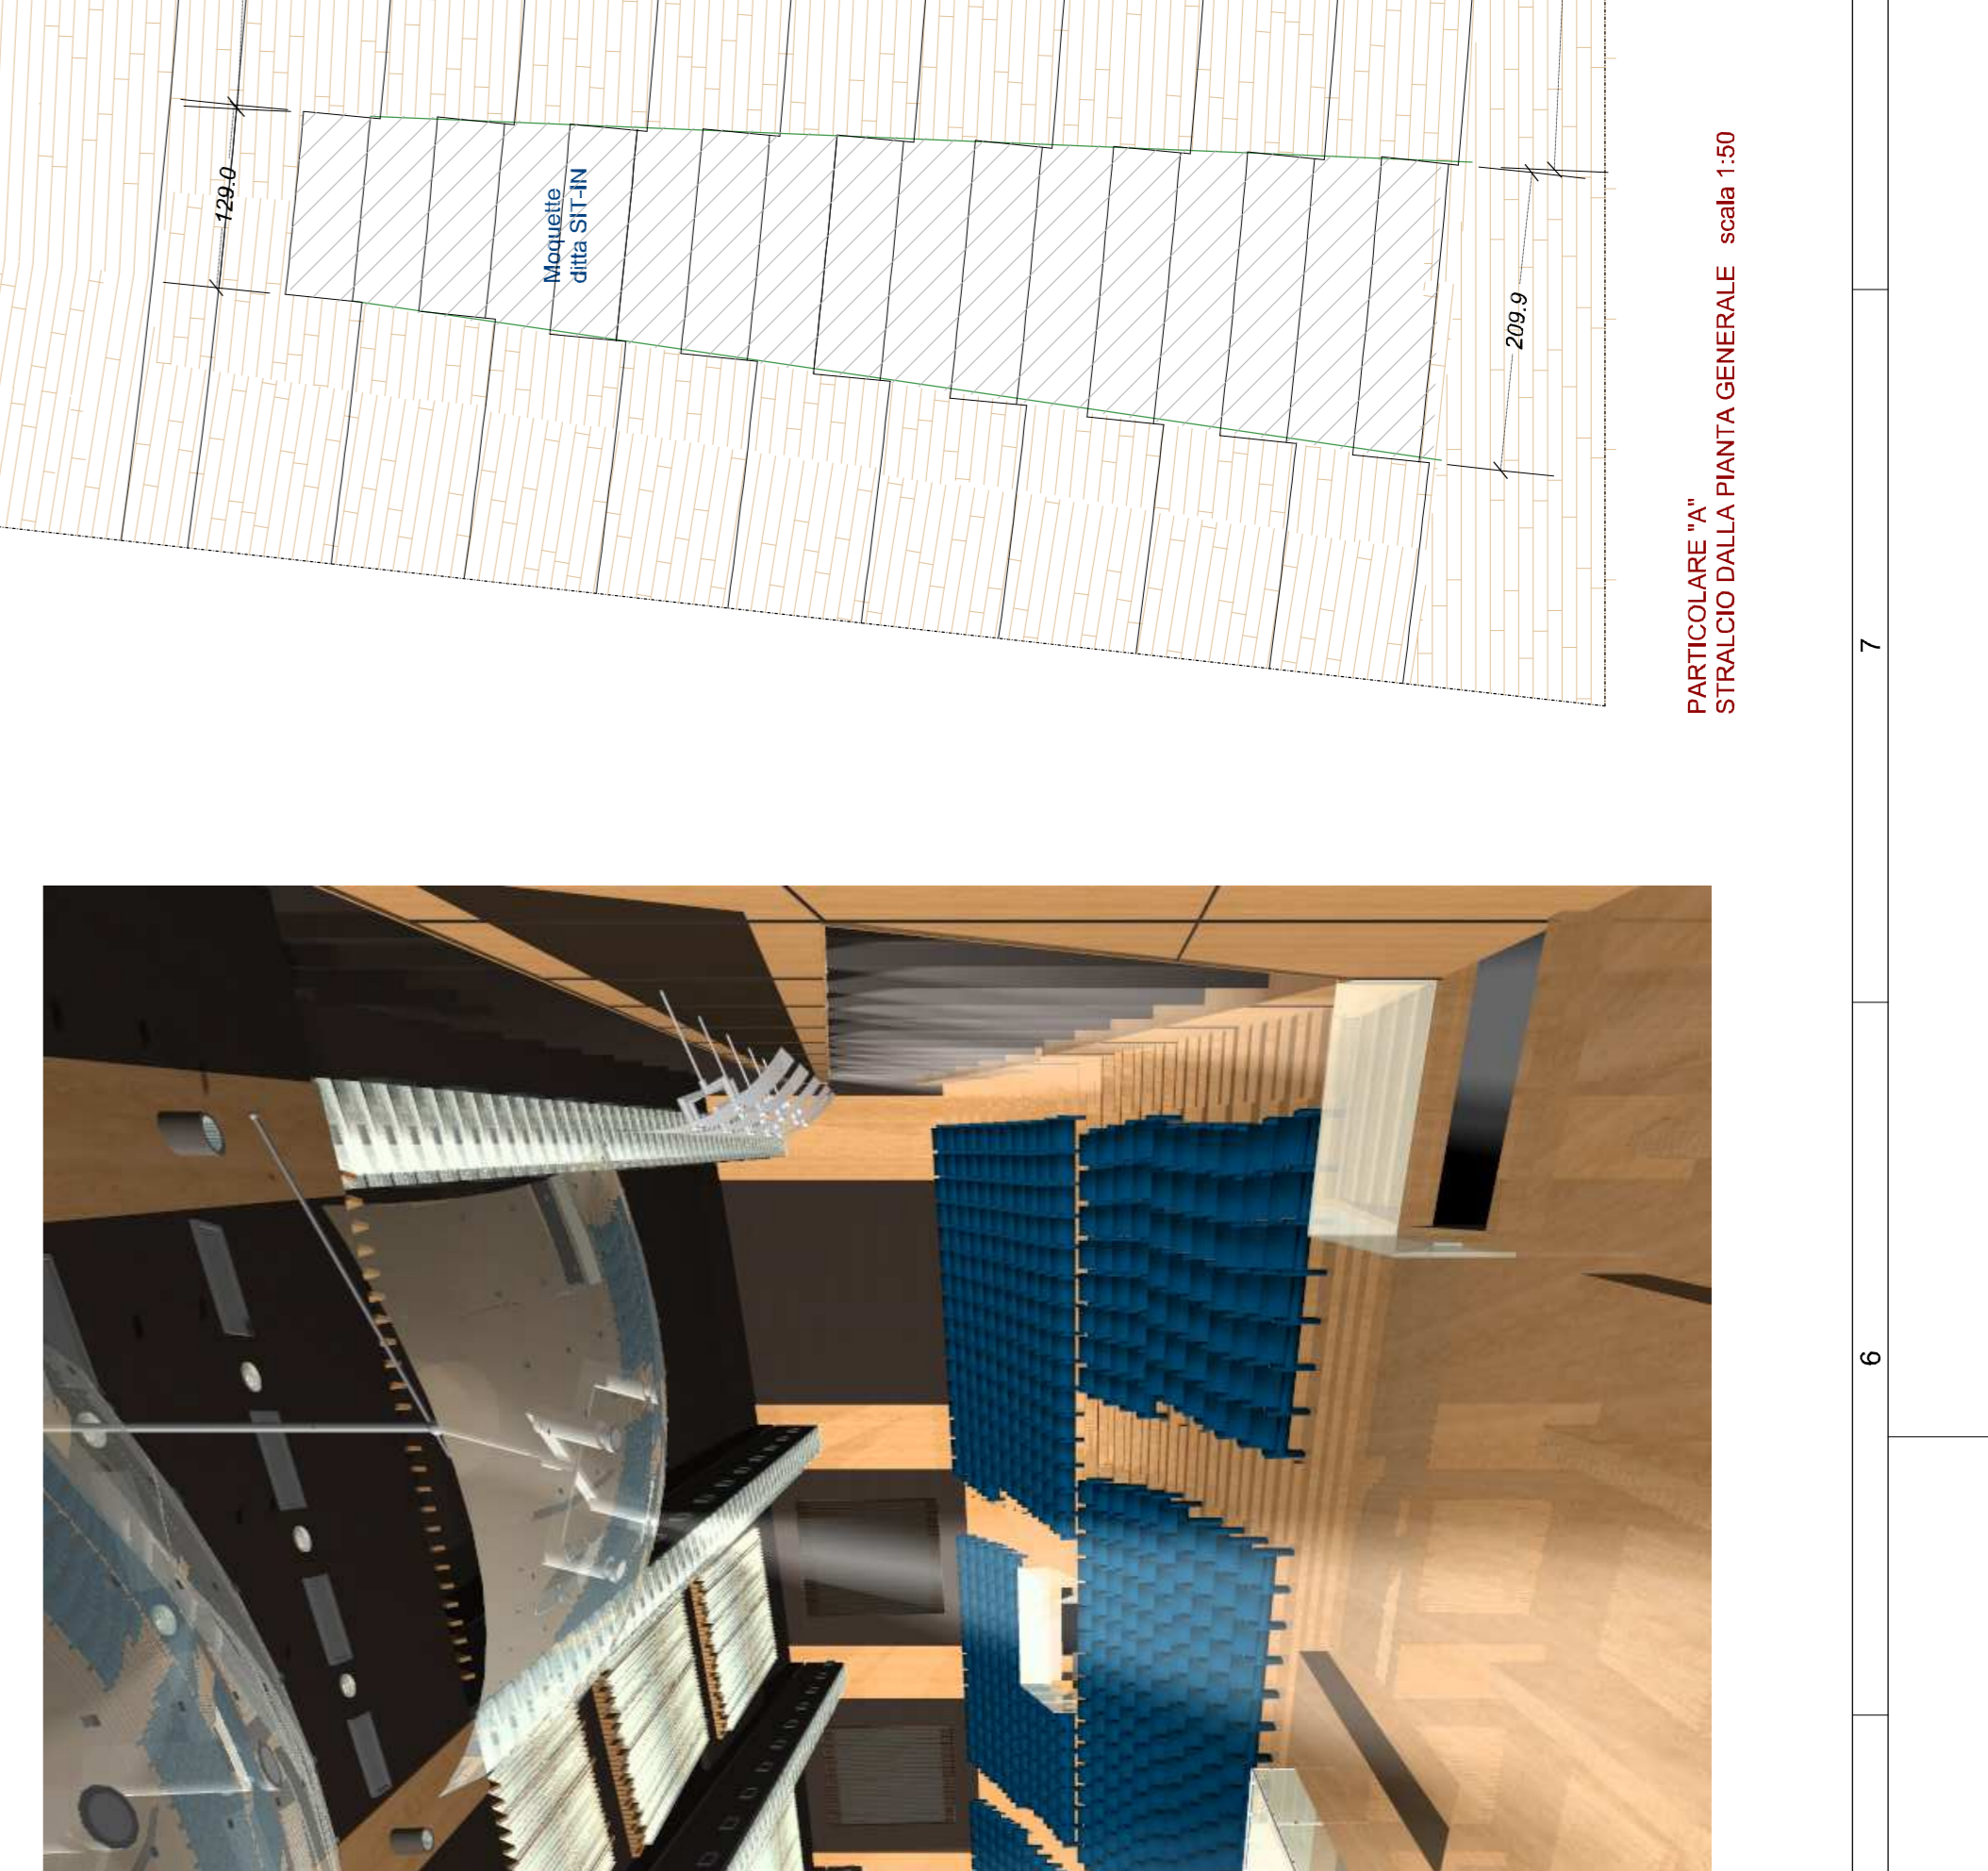 129.0
Moquette
ditta SIT-IN
209.9
PARTICOLARE "A"
STRALCIO DALLA PIANTA GENERALE scala 1:50
7
6